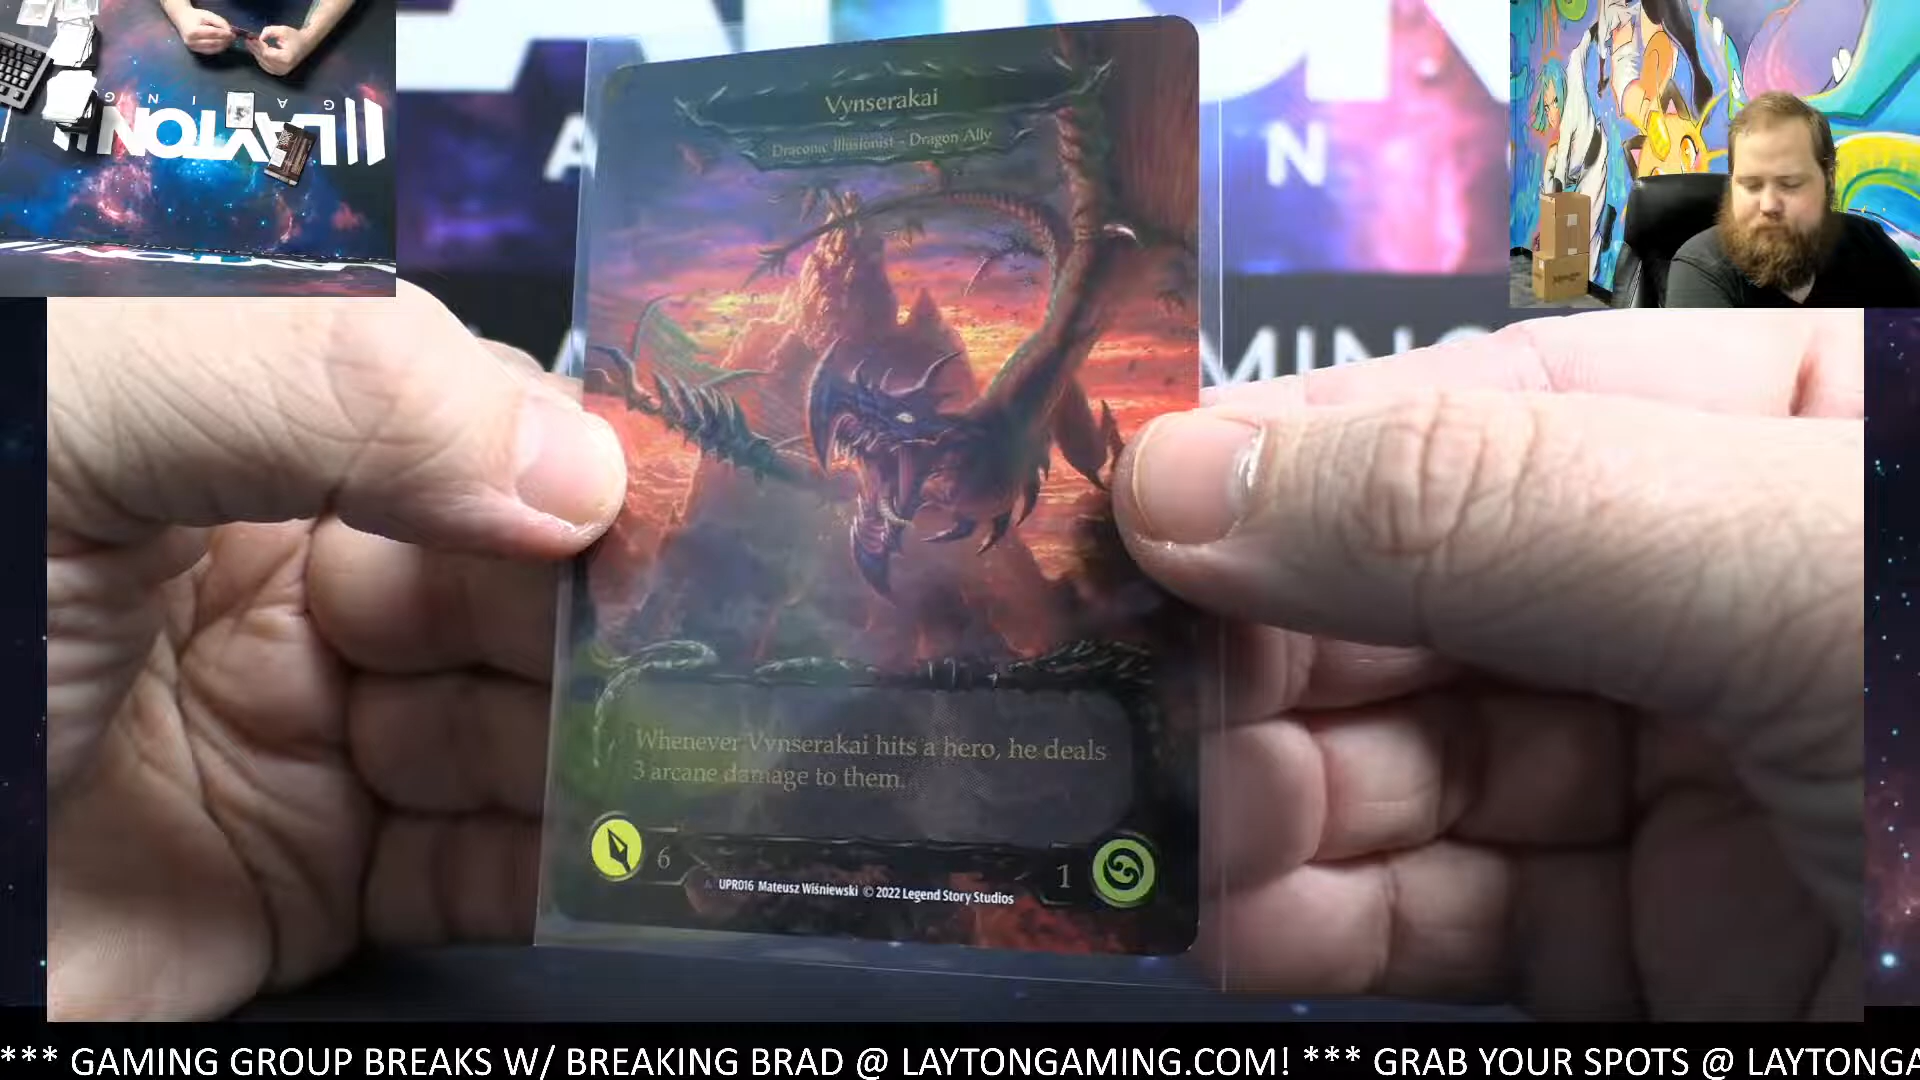 Vynserakai
Draconic Illusionist - Dragon Ally
Whenever Vynserakai hits a hero, he deals
3 arcane damage to them.
6
1
UPR016 Mateusz Wiśniewski © 2022 Legend Story Studios
LAYTON
GAMING
*** GAMING GROUP BREAKS W/ BREAKING BRAD @ LAYTONGAMING.COM! *** GRAB YOUR SPOTS @ LAYTONGA